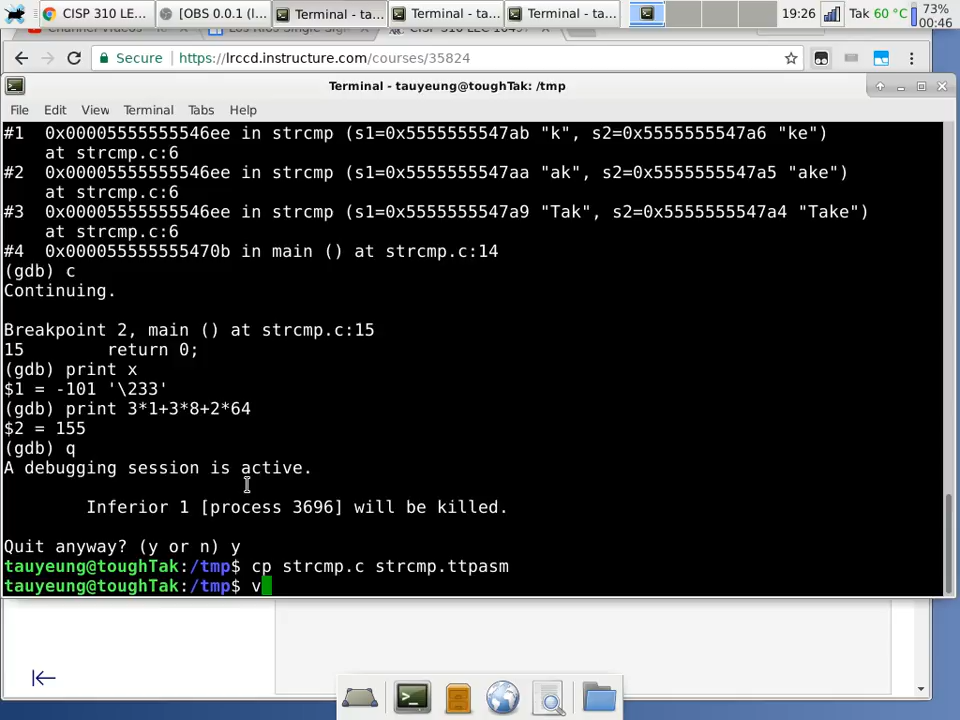 CISP 310 LE...
[OBS 0.0.1 (l...
Terminal - ta...
Terminal - ta...
Terminal - ta...
19:26
Tak 60 °C
73%
00:46
Secure
https://lrccd.instructure.com/courses/35824
Terminal - tauyeung@toughTak: /tmp
File Edit View Terminal Tabs Help
#1  0x00005555555546ee in strcmp (s1=0x5555555547ab "k", s2=0x5555555547a6 "ke")
    at strcmp.c:6
#2  0x00005555555546ee in strcmp (s1=0x5555555547aa "ak", s2=0x5555555547a5 "ake")
    at strcmp.c:6
#3  0x00005555555546ee in strcmp (s1=0x5555555547a9 "Tak", s2=0x5555555547a4 "Take")
    at strcmp.c:6
#4  0x000055555555470b in main () at strcmp.c:14
(gdb) c
Continuing.
Breakpoint 2, main () at strcmp.c:15
15        return 0;
(gdb) print x
$1 = -101 '\233'
(gdb) print 3*1+3*8+2*64
$2 = 155
(gdb) q
A debugging session is active.
        Inferior 1 [process 3696] will be killed.
Quit anyway? (y or n) y
tauyeung@toughTak:/tmp$ cp strcmp.c strcmp.ttpasm
tauyeung@toughTak:/tmp$ v